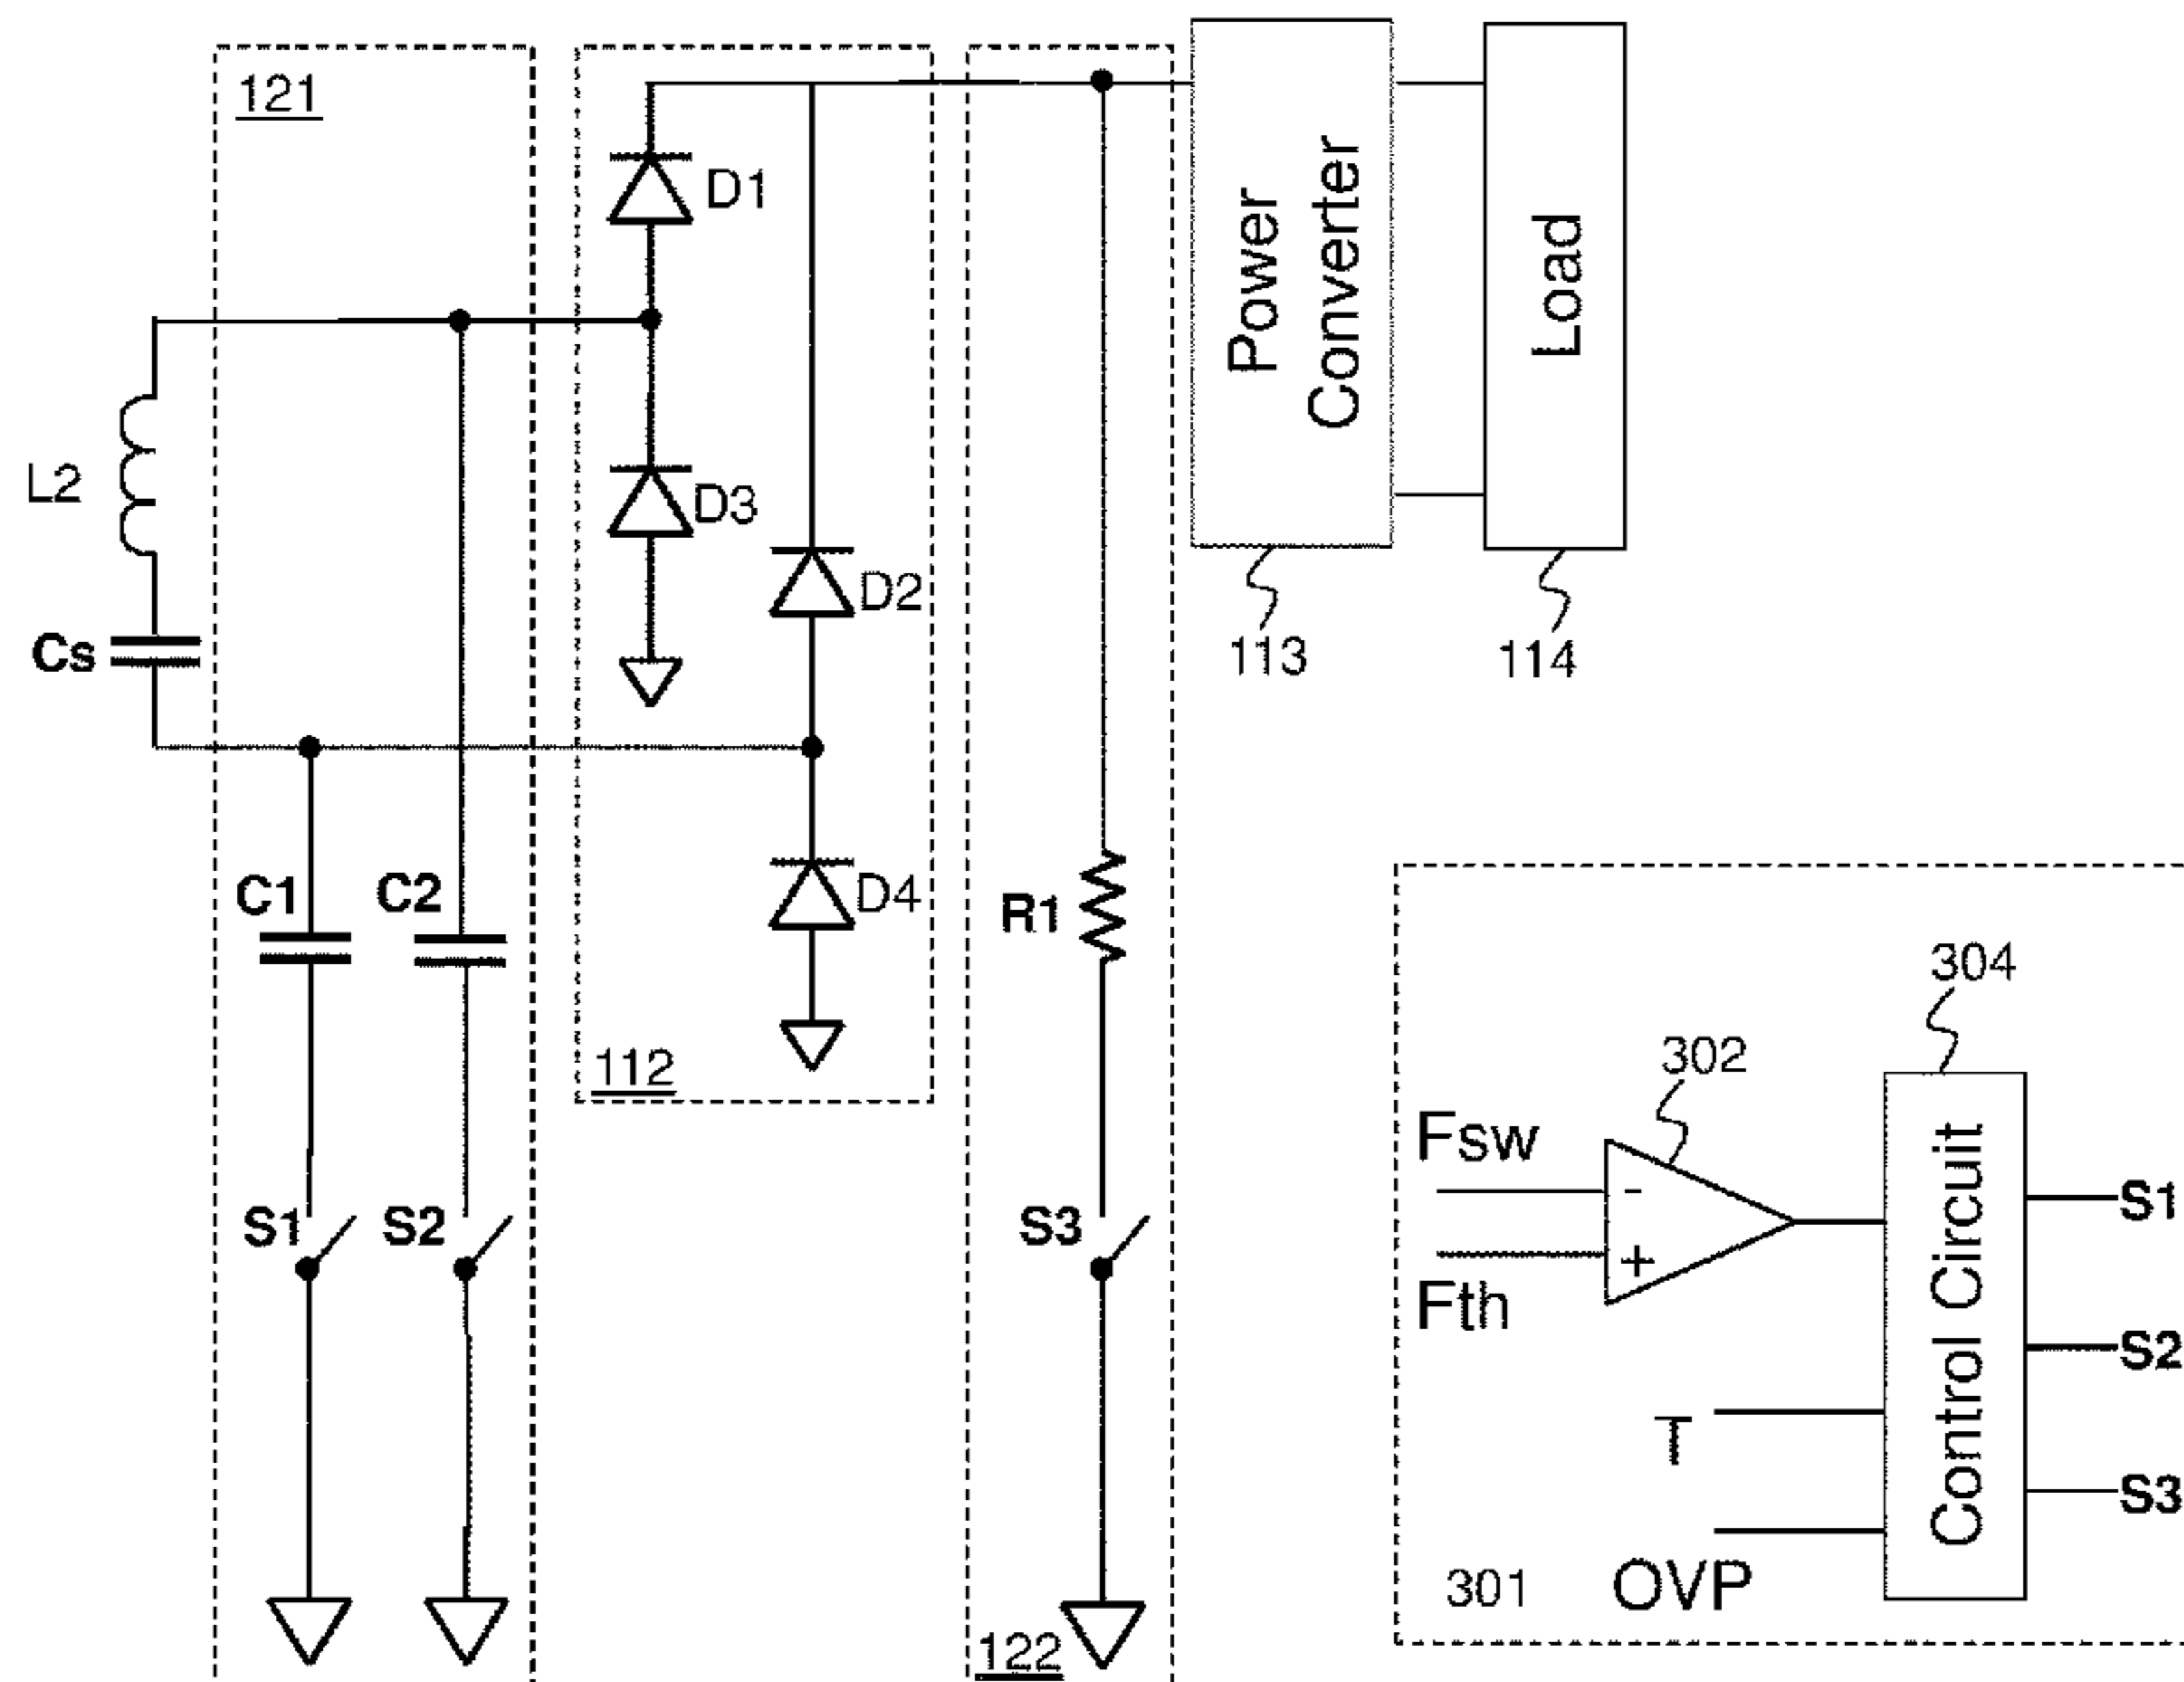 121
D1
D3
D2
D4
L2
Cs
C1
C2
S1
S2
112
R1
S3
122
Power
Converter
Load
113
114
304
302
Fsw
-
+
Fth
T
OVP
301
Control Circuit
S1
S2
S3